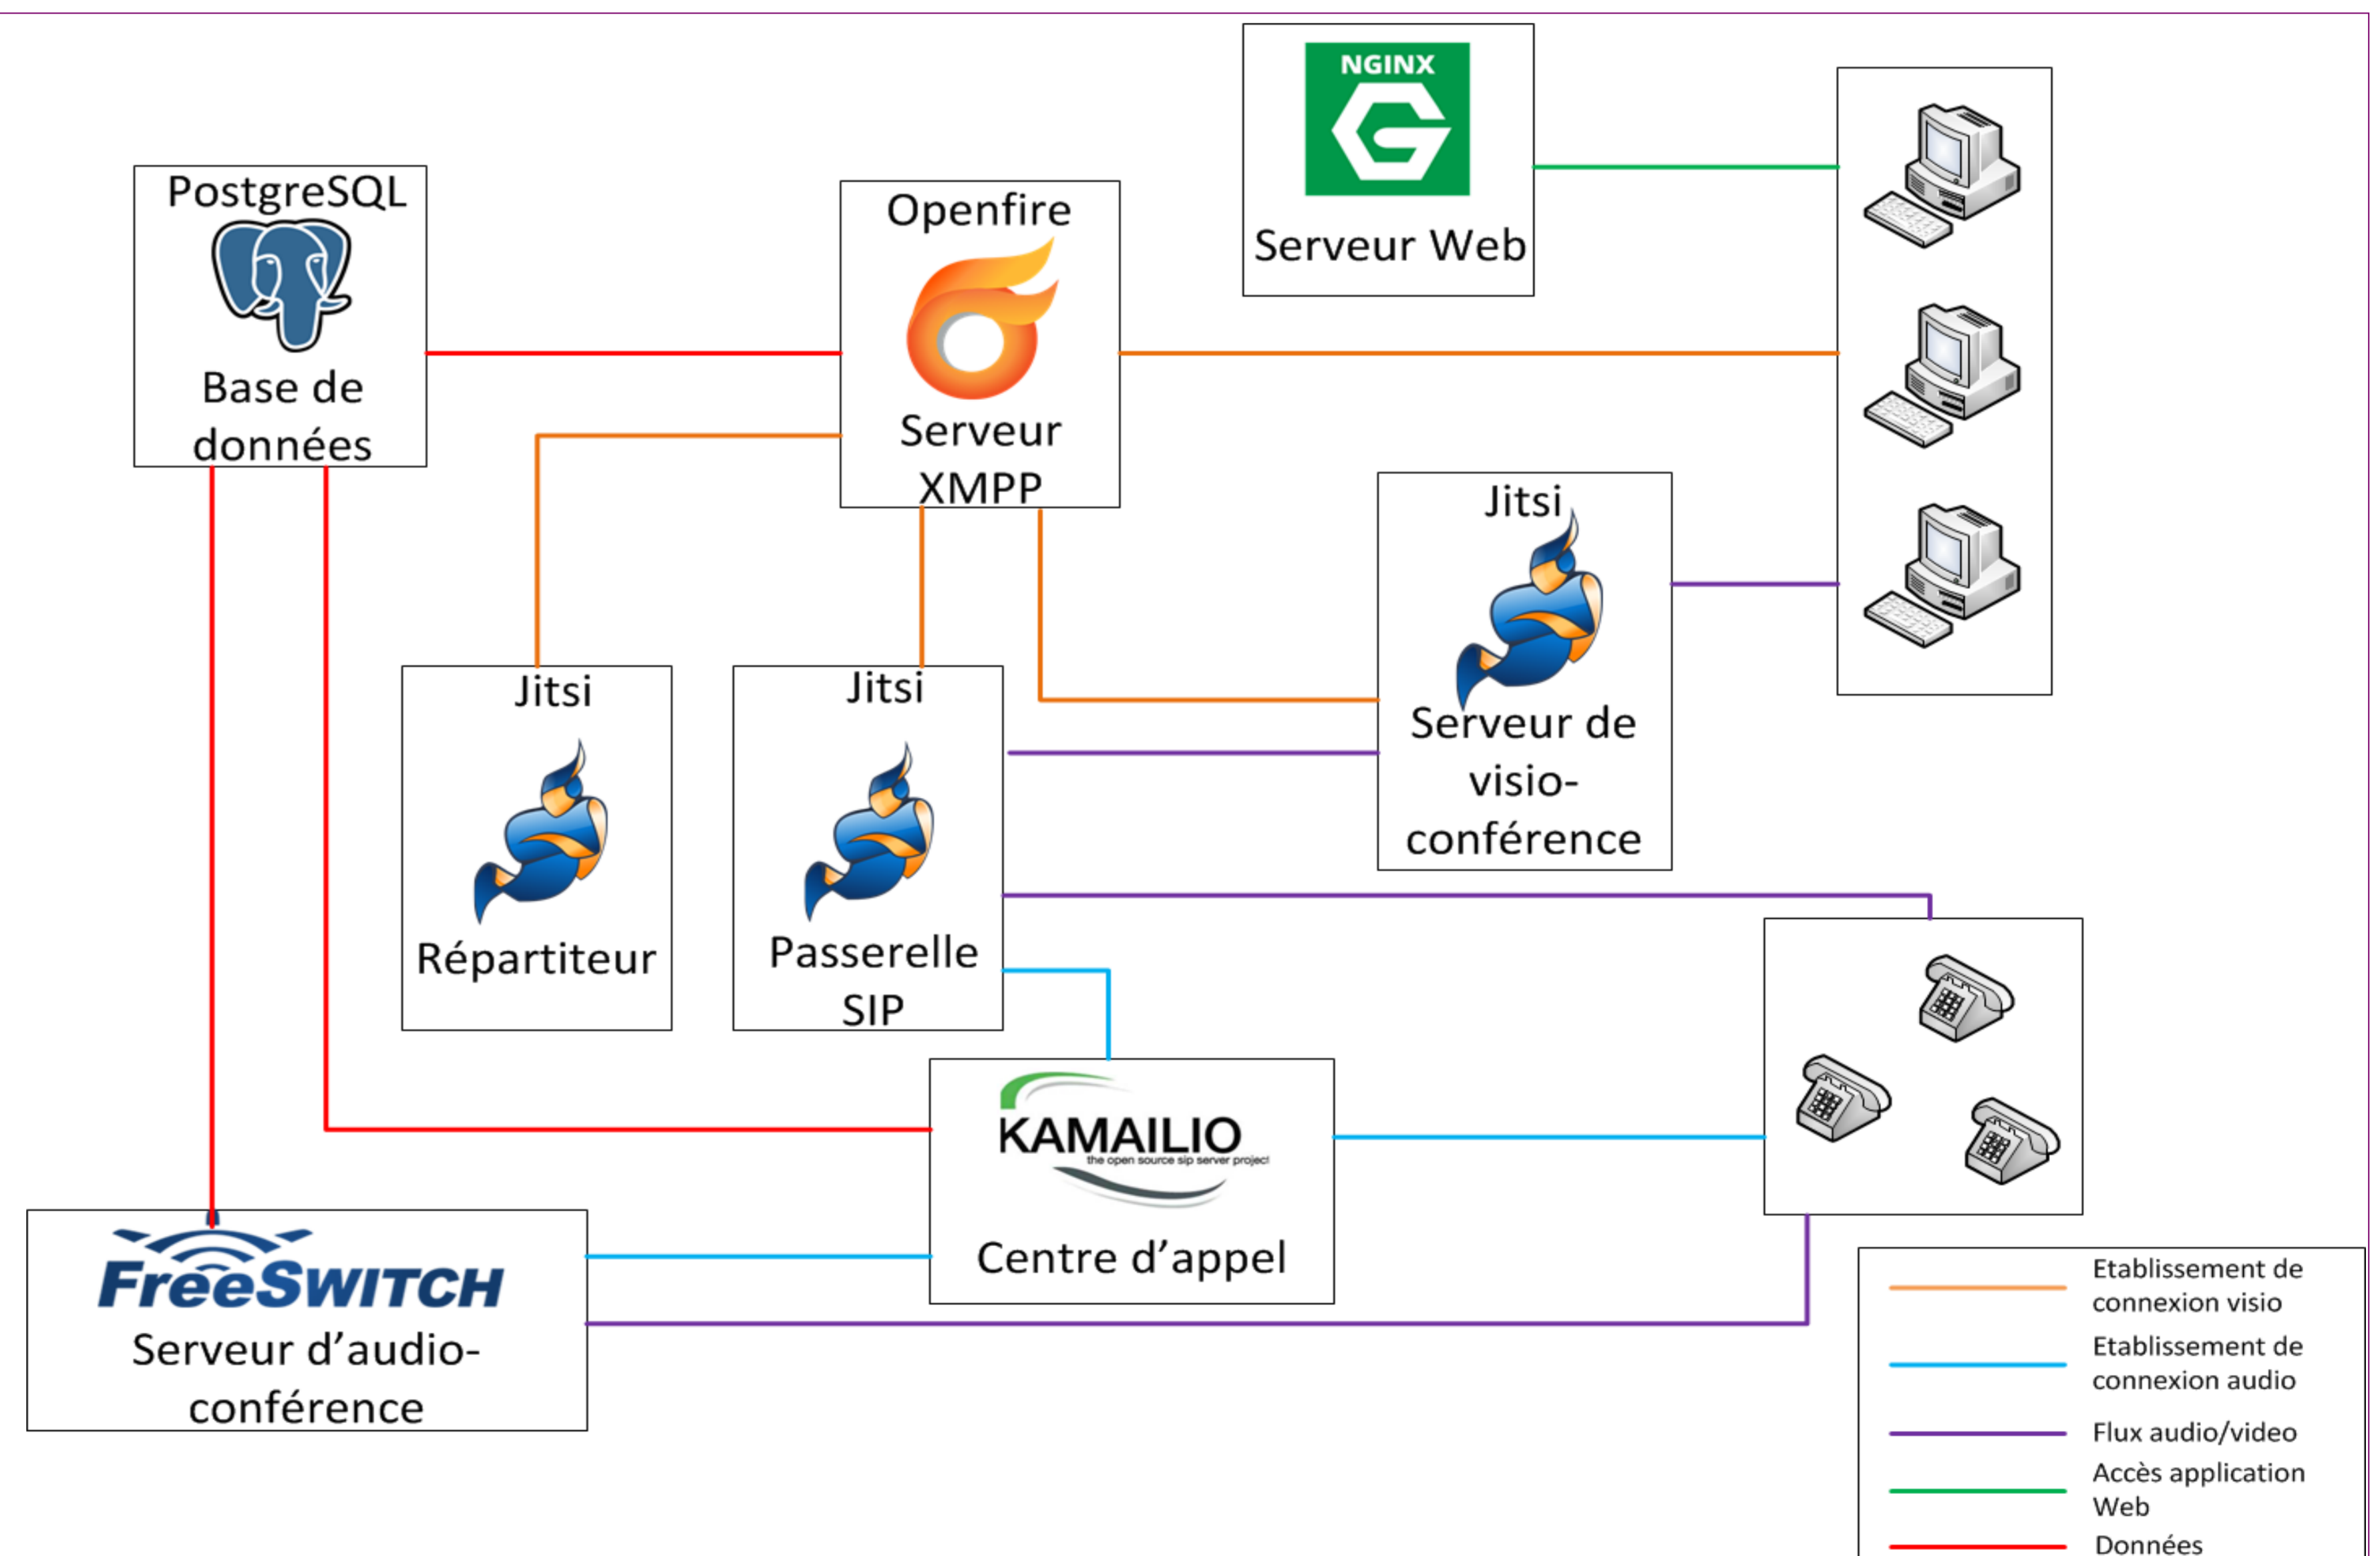 NGINX
Serveur Web
PostgreSQL
Base de
données
Openfire
Serveur
XMPP
Jitsi
Serveur de
visio-
conférence
Jitsi
Répartiteur
Jitsi
Passerelle
SIP
KAMAILIO
the open source sip server project
Centre d’appel
FreeSWITCH
Serveur d’audio-
conférence
Etablissement de
connexion visio
Etablissement de
connexion audio
Flux audio/video
Accès application
Web
Données